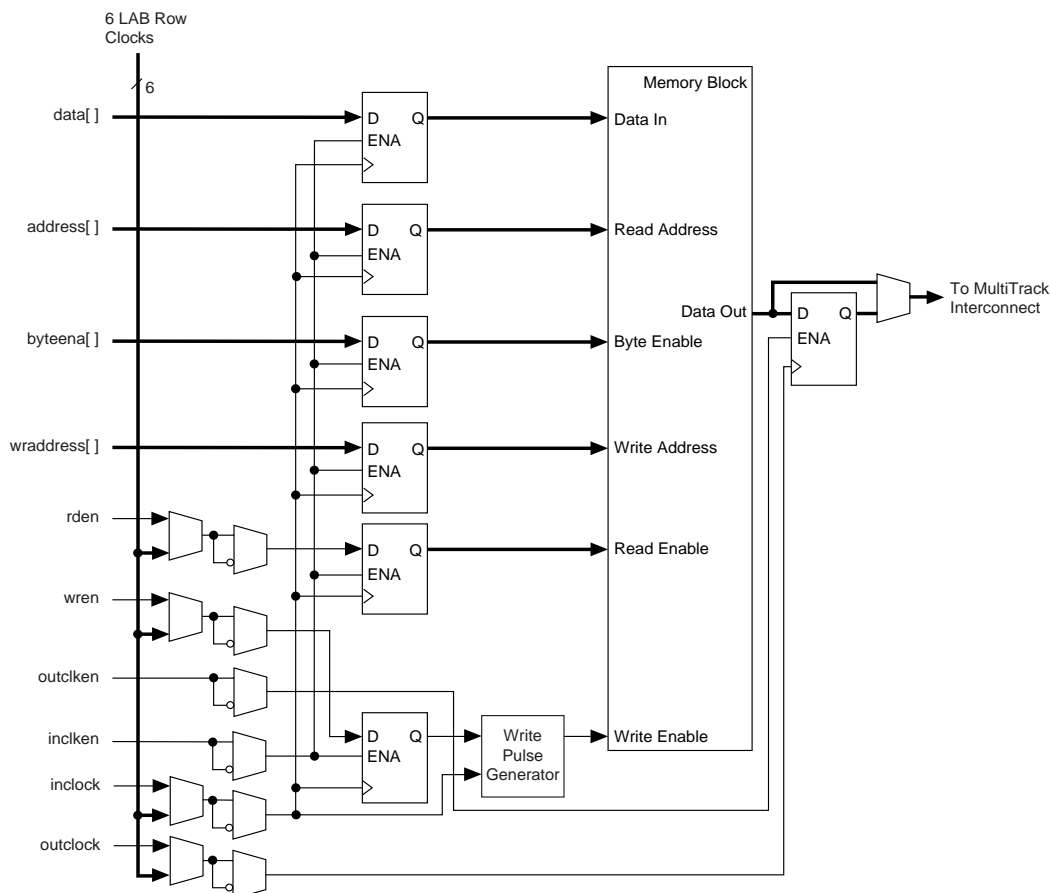 6 LAB Row
Clocks
6
Memory Block
data[ ]
D Q
ENA
Data In
address[ ]
D Q
ENA
Read Address
To MultiTrack
Interconnect
Data Out
D Q
ENA
byteena[ ]
D Q
ENA
Byte Enable
wraddress[ ]
D Q
ENA
Write Address
rden
D Q
ENA
Read Enable
wren
outclken
inclken
D Q
ENA
Write
Pulse
Generator
Write Enable
inclock
outclock